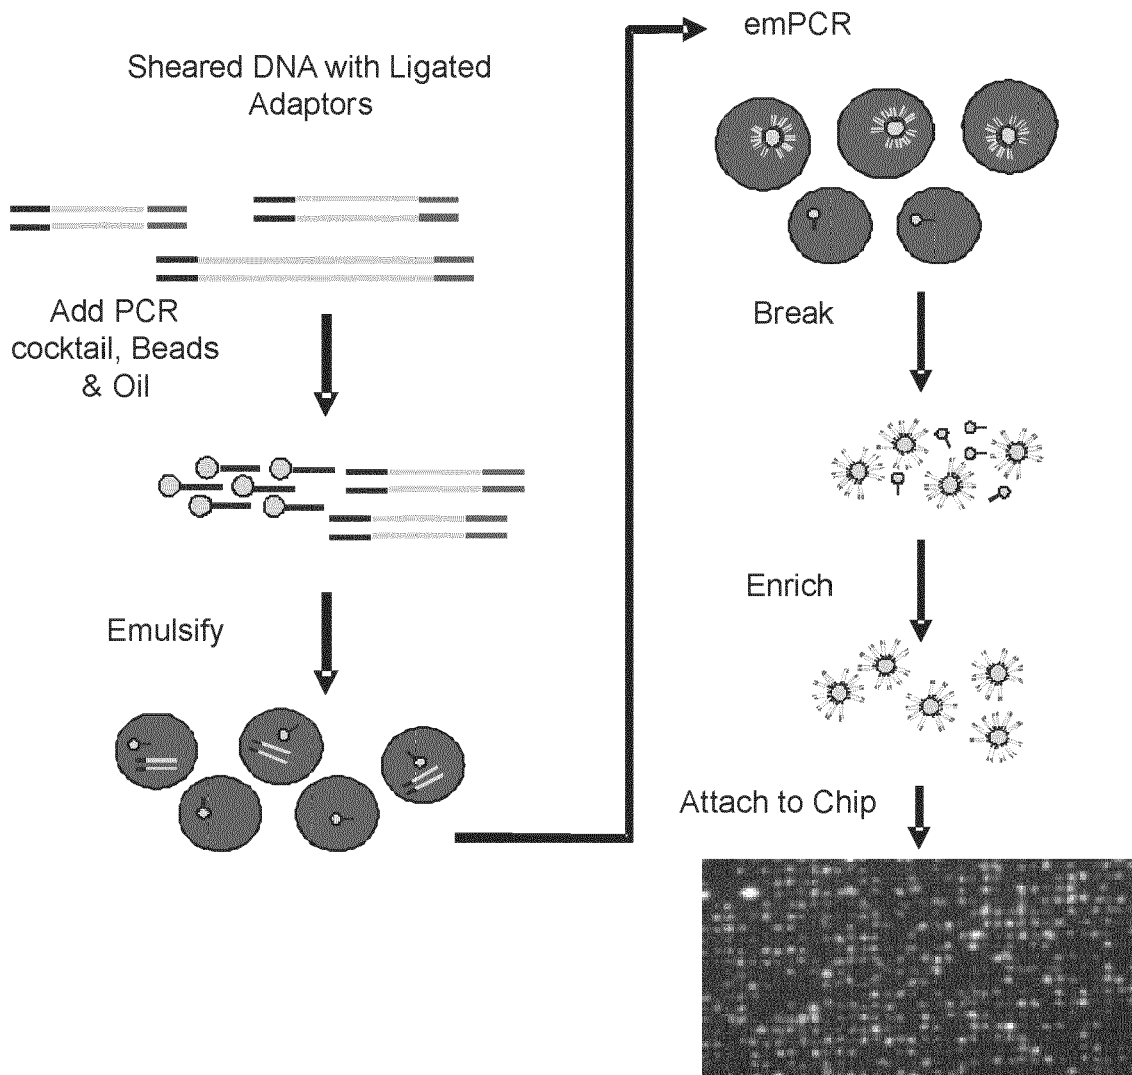 Sheared DNA with Ligated
Adaptors
Add PCR
cocktail, Beads
& Oil
Emulsify
emPCR
Break
Enrich
Attach to Chip